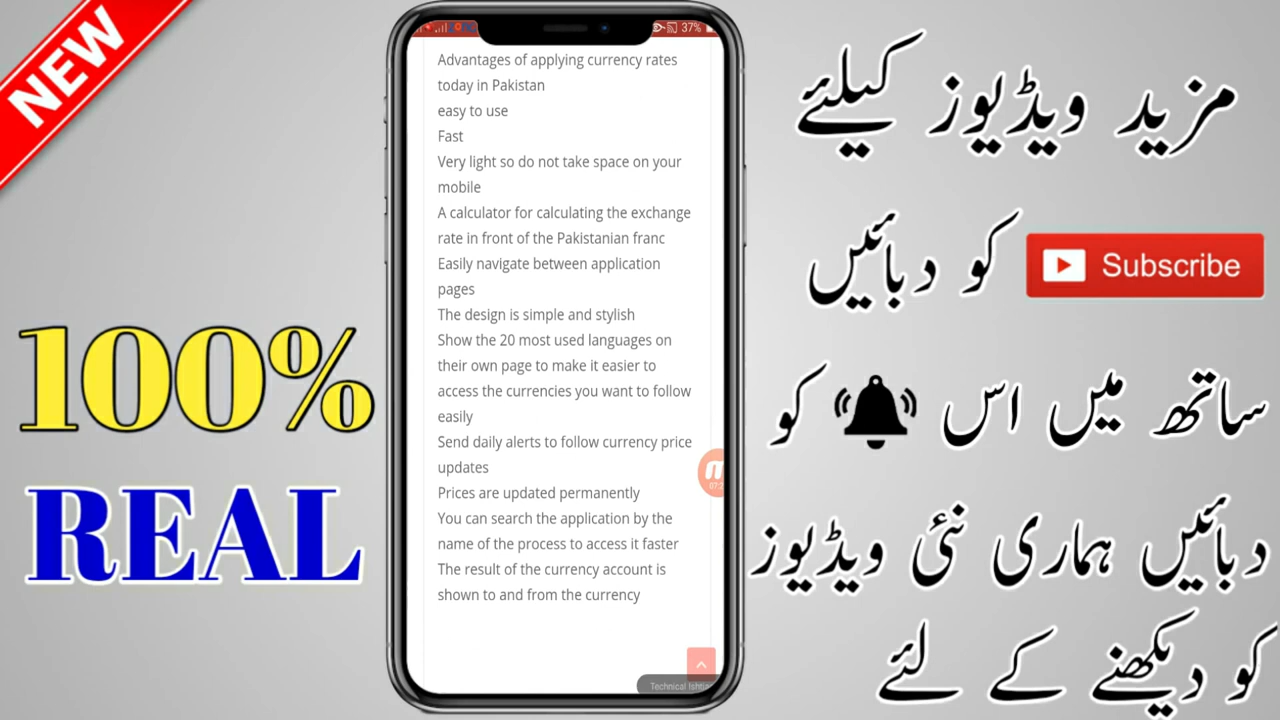 NEW
37%
Advantages of applying currency rates
today in Pakistan
easy to use
Fast
Very light so do not take space on your
mobile
A calculator for calculating the exchange
rate in front of the Pakistanian franc
Easily navigate between application
pages
The design is simple and stylish
Show the 20 most used languages on
their own page to make it easier to
access the currencies you want to follow
easily
Send daily alerts to follow currency price
updates
Prices are updated permanently
You can search the application by the
name of the process to access it faster
The result of the currency account is
shown to and from the currency
Technical
100%
REAL
مزید ویڈیوز کیلئے
Subscribe کو دبائیں
ساتھ میں اس کو
دبائیں ہماری نئی ویڈیوز
کو دیکھنے کے لئے